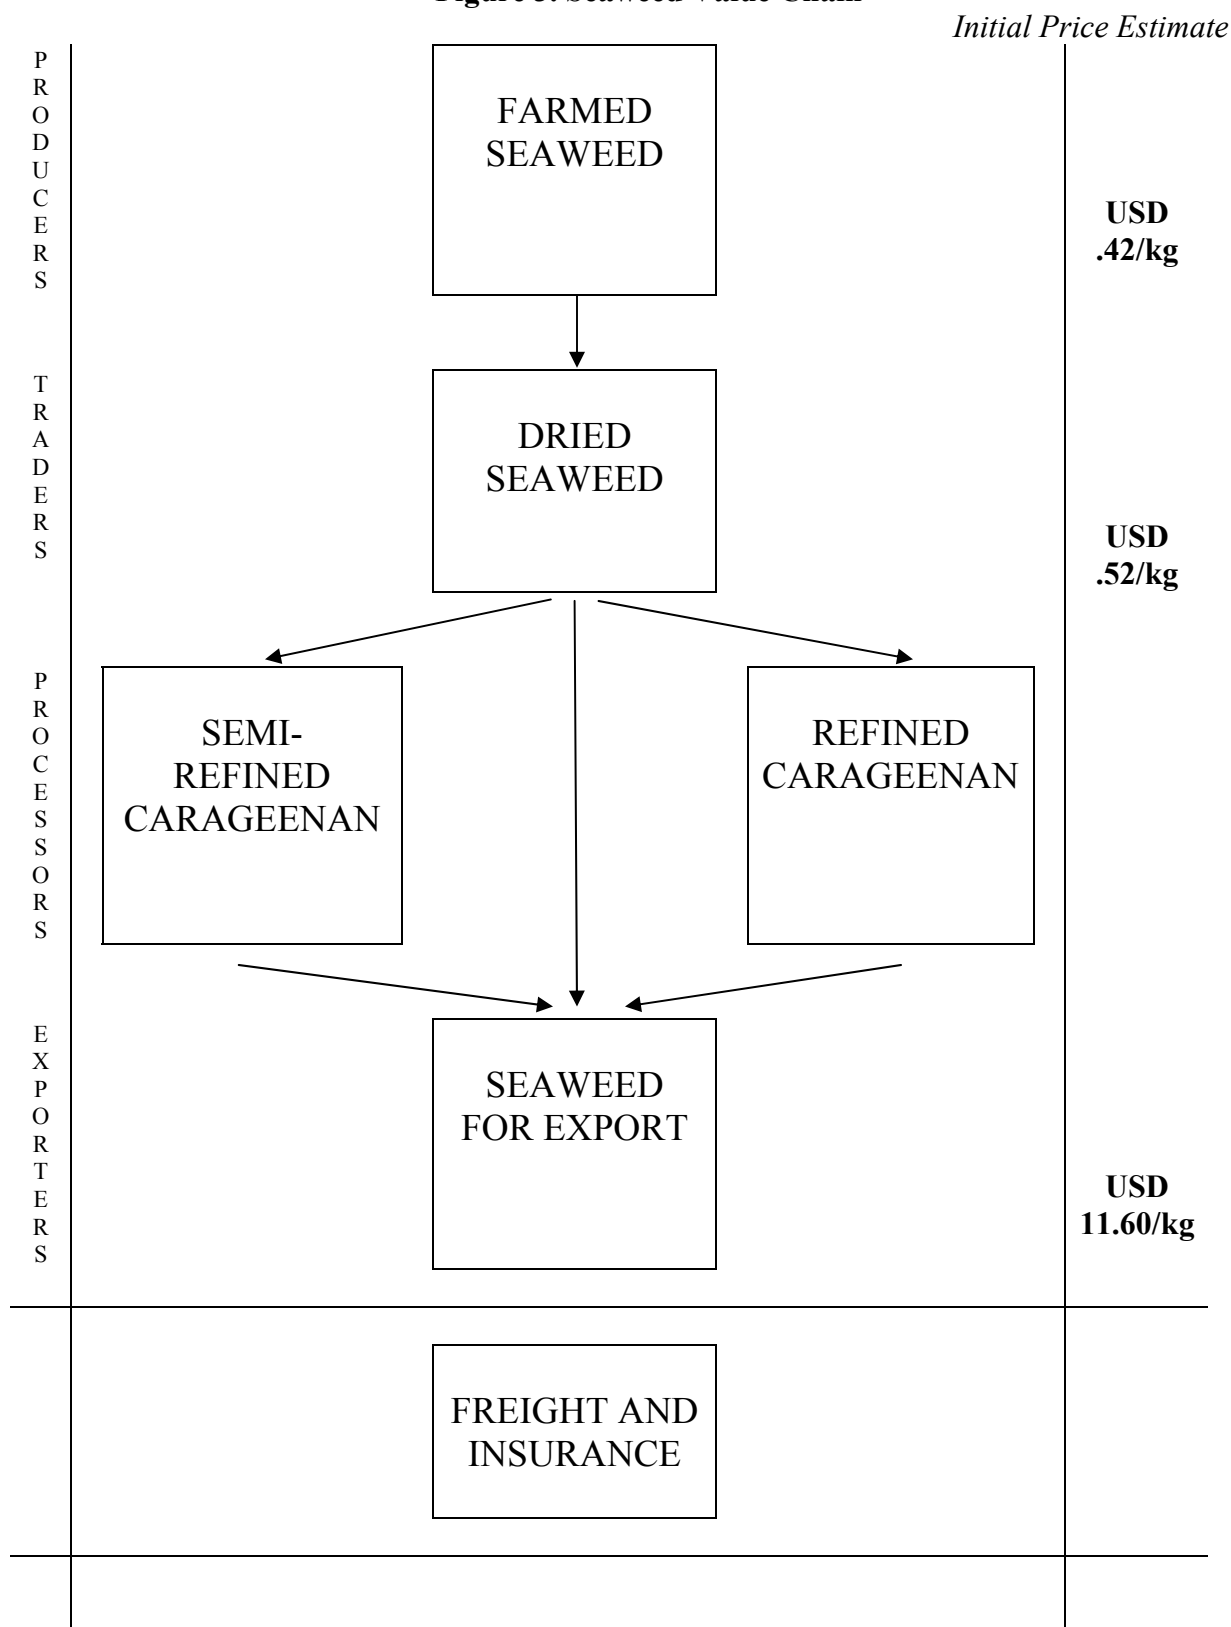 Initial Price Estimate
PRODUCERS
FARMED
SEAWEED
USD
.42/kg
TRADERS
DRIED
SEAWEED
USD
.52/kg
PROCESSORS
SEMI-
REFINED
CARAGEENAN
REFINED
CARAGEENAN
EXPORTERS
SEAWEED
FOR EXPORT
USD
11.60/kg
FREIGHT AND
INSURANCE